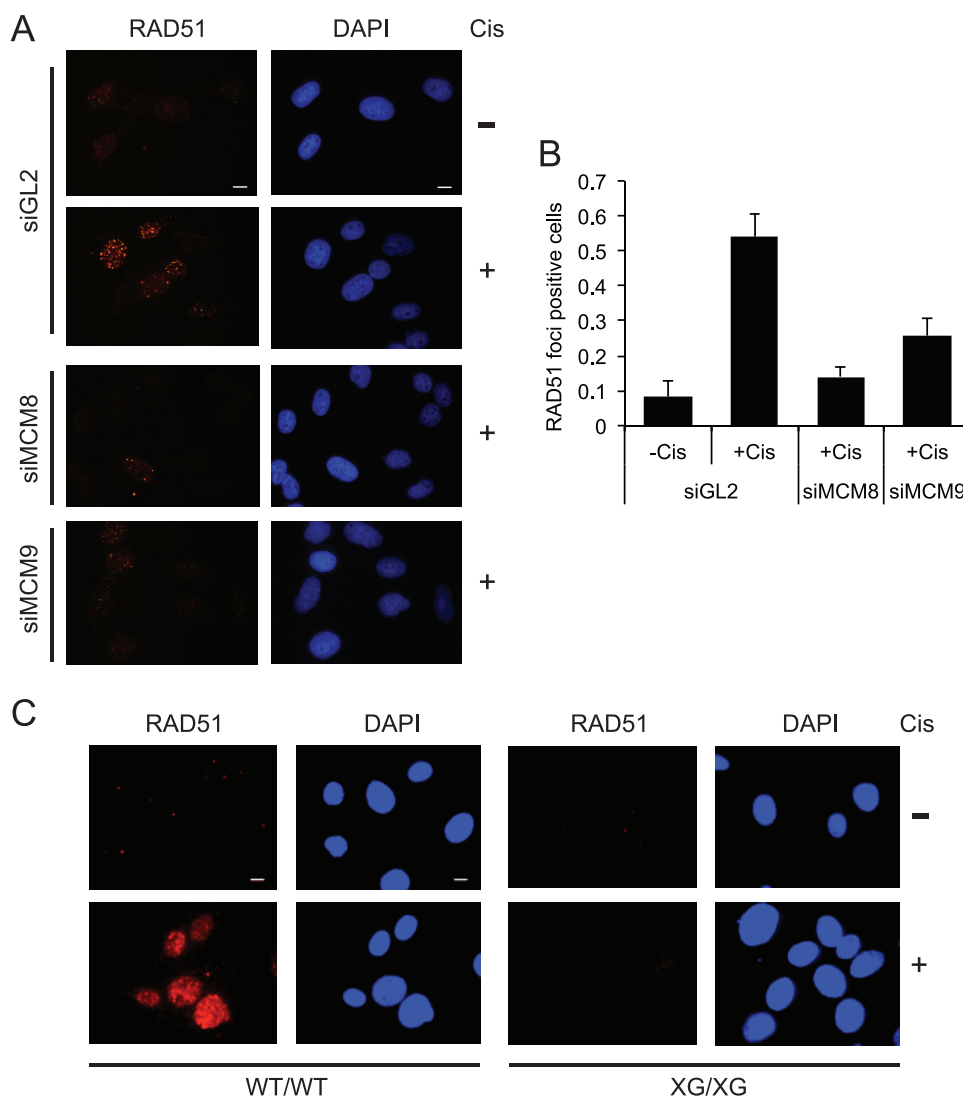 A
RAD51 DAPI Cis
siGL2
−
+
siMCM8
+
siMCM9
+
B
RAD51 foci positive cells
0.7
0.6
0.5
0.4
0.3
0.2
0.1
0
-Cis +Cis +Cis +Cis
siGL2 siMCM8 siMCM9
C
RAD51 DAPI RAD51 DAPI Cis
−
+
WT/WT XG/XG